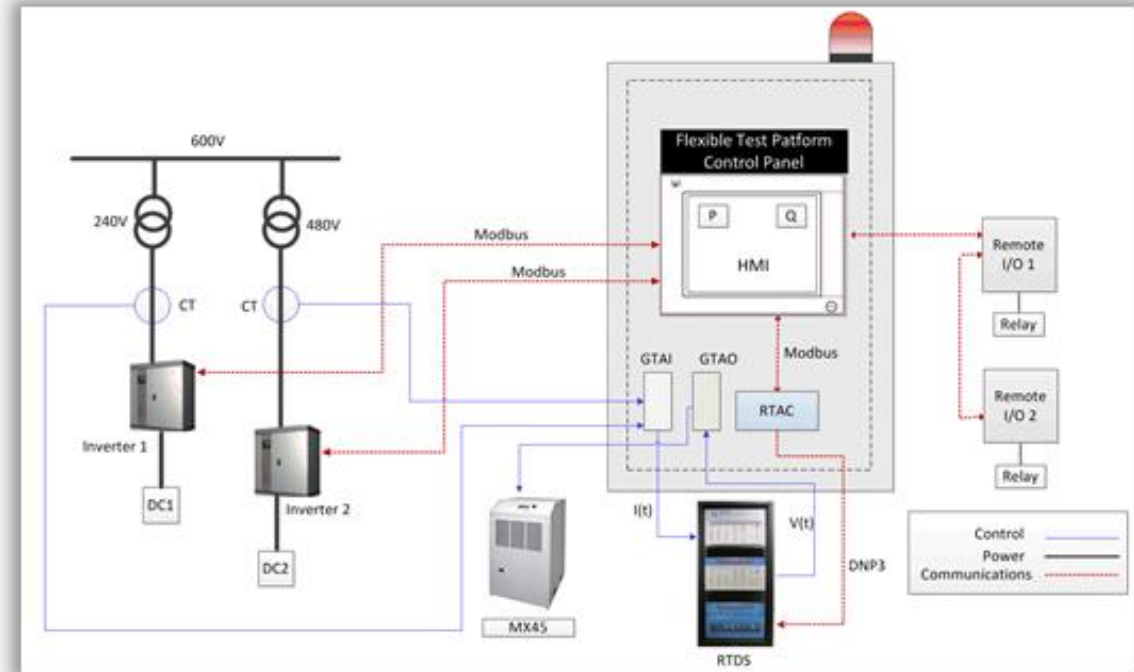 600V
240V
480V
CT
CT
Inverter 1
Inverter 2
DC1
DC2
Modbus
Modbus
Flexible Test Patform
Control Panel
P
Q
HMI
Modbus
GTAI
GTAO
RTAC
I(t)
V(t)
DNP3
MX45
RTDS
Remote
I/O 1
Relay
Remote
I/O 2
Relay
Control
Power
Communications